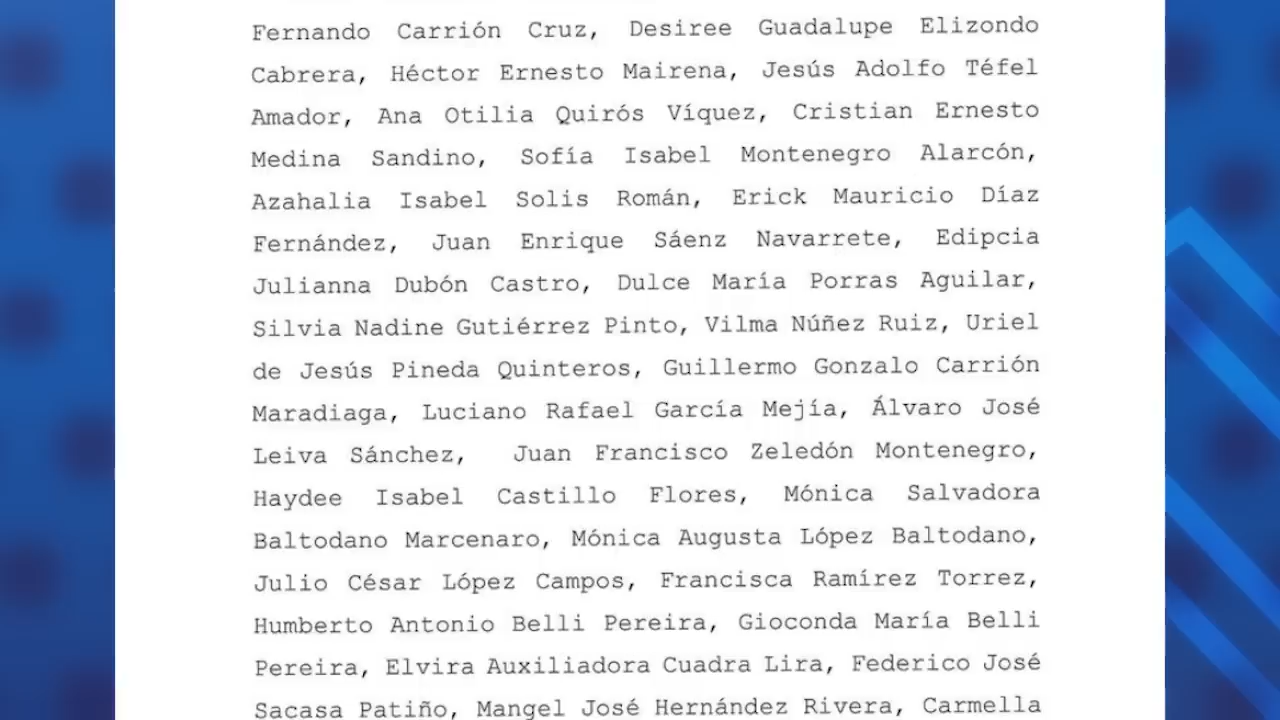 Fernando Carrión Cruz, Desiree Guadalupe Elizondo
Cabrera, Héctor Ernesto Mairena, Jesús Adolfo Téfel
Amador, Ana Otilia Quirós Víquez, Cristian Ernesto
Medina Sandino, Sofía Isabel Montenegro Alarcón,
Azahalia Isabel Solis Román, Erick Mauricio Díaz
Fernández, Juan Enrique Sáenz Navarrete, Edipcia
Julianna Dubón Castro, Dulce María Porras Aguilar,
Silvia Nadine Gutiérrez Pinto, Vilma Núñez Ruiz, Uriel
de Jesús Pineda Quinteros, Guillermo Gonzalo Carrión
Maradiaga, Luciano Rafael García Mejía, Álvaro José
Leiva Sánchez, Juan Francisco Zeledón Montenegro,
Haydee Isabel Castillo Flores, Mónica Salvadora
Baltodano Marcenaro, Mónica Augusta López Baltodano,
Julio César López Campos, Francisca Ramírez Torrez,
Humberto Antonio Belli Pereira, Gioconda María Belli
Pereira, Elvira Auxiliadora Cuadra Lira, Federico José
Sacasa Patiño, Mangel José Hernández Rivera, Carmella